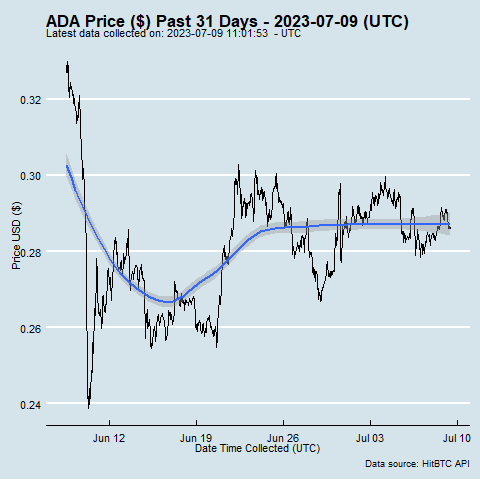 ADA Price ($) Past 31 Days - 2023-07-09 (UTC)
Latest data collected on: 2023-07-09 11:01:53 - UTC
0.32
0.30
0.28
0.26
0.24
Price USD ($)
Jun 12
Jun 19
Jun 26
Jul 03
Jul 10
Date Time Collected (UTC)
Data source: HitBTC API